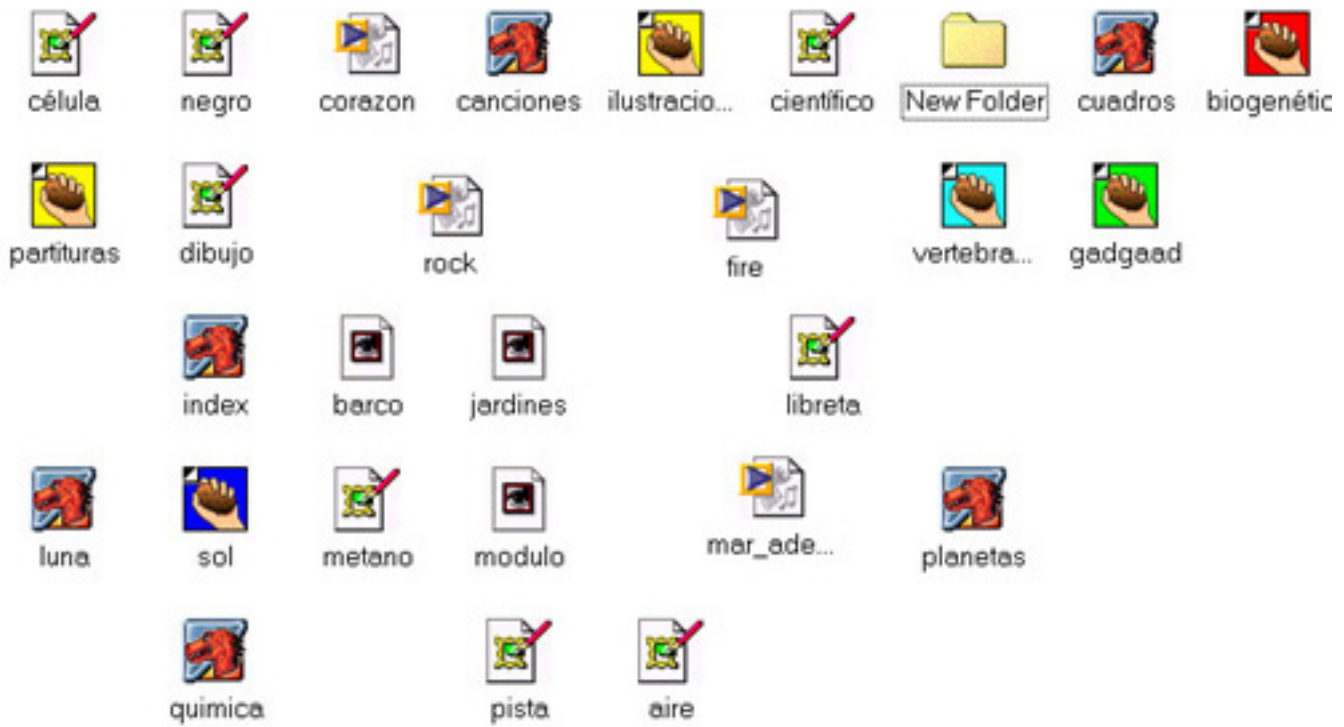 célula
negro
corazon
canciones
ilustracio...
científico
New Folder
cuadros
biogenétic
partituras
dibujo
rock
fire
vertebra...
gadgaad
index
barco
jardines
libreta
luna
sol
metano
modulo
mar_ade...
planetas
quimica
pista
aire